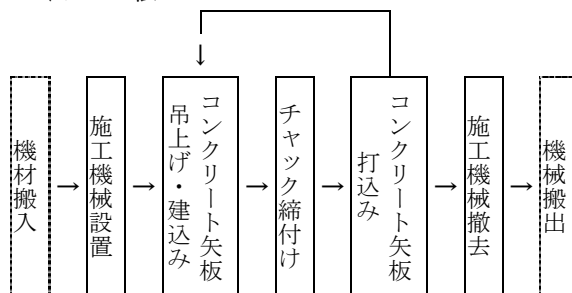 機材搬入
→
施工機械設置
→
↓
コンクリート矢板
吊上げ・建込み
→
チャック締付け
→
コンクリート矢板
打込み
→
施工機械撤去
→
機械搬出